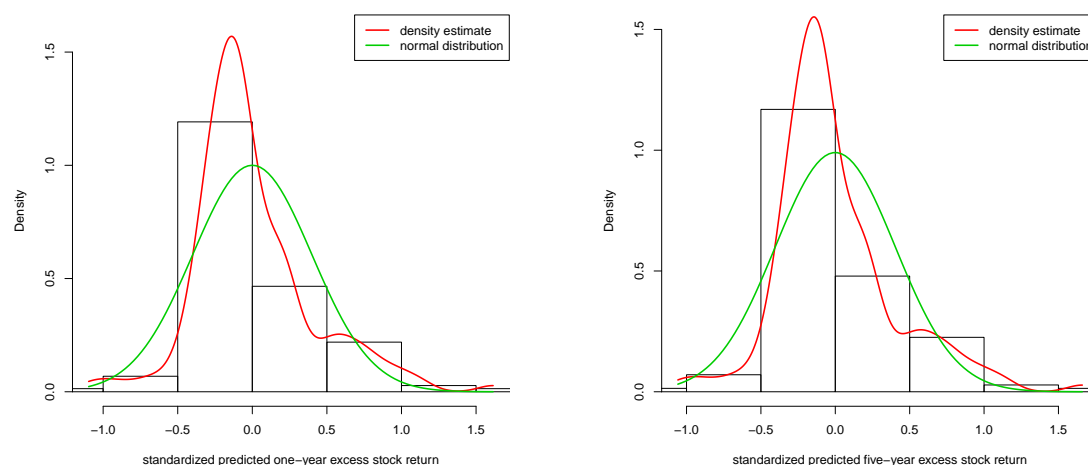 density estimate
normal distribution
Density
0.0
0.5
1.0
1.5
−1.0
−0.5
0.0
0.5
1.0
1.5
standardized predicted one−year excess stock return
density estimate
normal distribution
Density
0.0
0.5
1.0
1.5
−1.0
−0.5
0.0
0.5
1.0
1.5
standardized predicted five−year excess stock return